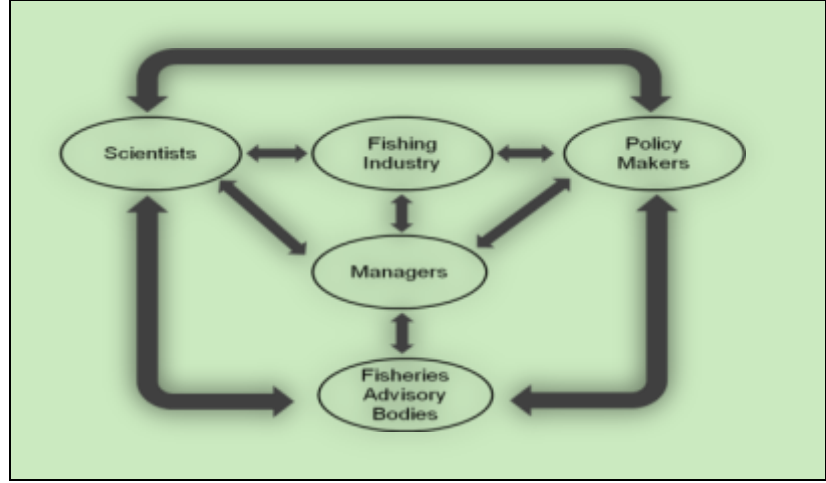 Scientists
Fishing
Industry
Policy
Makers
Managers
Fisheries
Advisory
Bodies